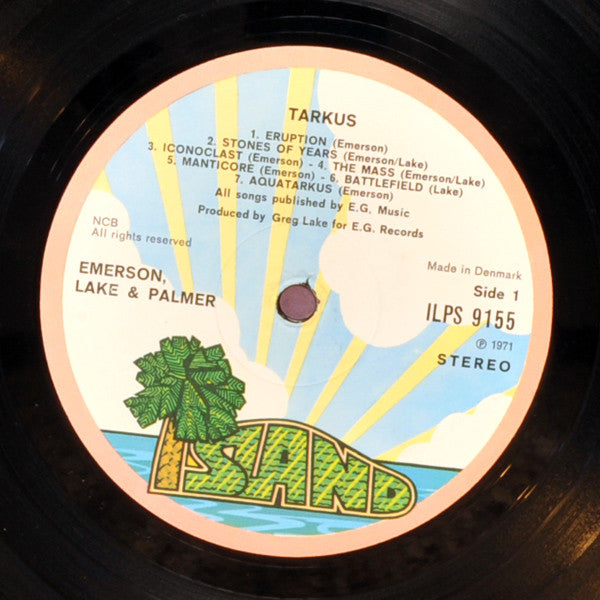 TARKUS
1. ERUPTION (Emerson)
2. STONES OF YEARS (Emerson/Lake)
3. ICONOCLAST (Emerson) - 4. THE MASS (Emerson/Lake)
5. MANTICORE (Emerson) - 6. BATTLEFIELD (Lake)
7. AQUATARKUS (Emerson)
All songs published by E.G. Music
Produced by Greg Lake for E.G. Records
NCB
All rights reserved
EMERSON,
LAKE & PALMER
Made in Denmark
Side 1
ILPS 9155
℗ 1971
STEREO
ISLAND